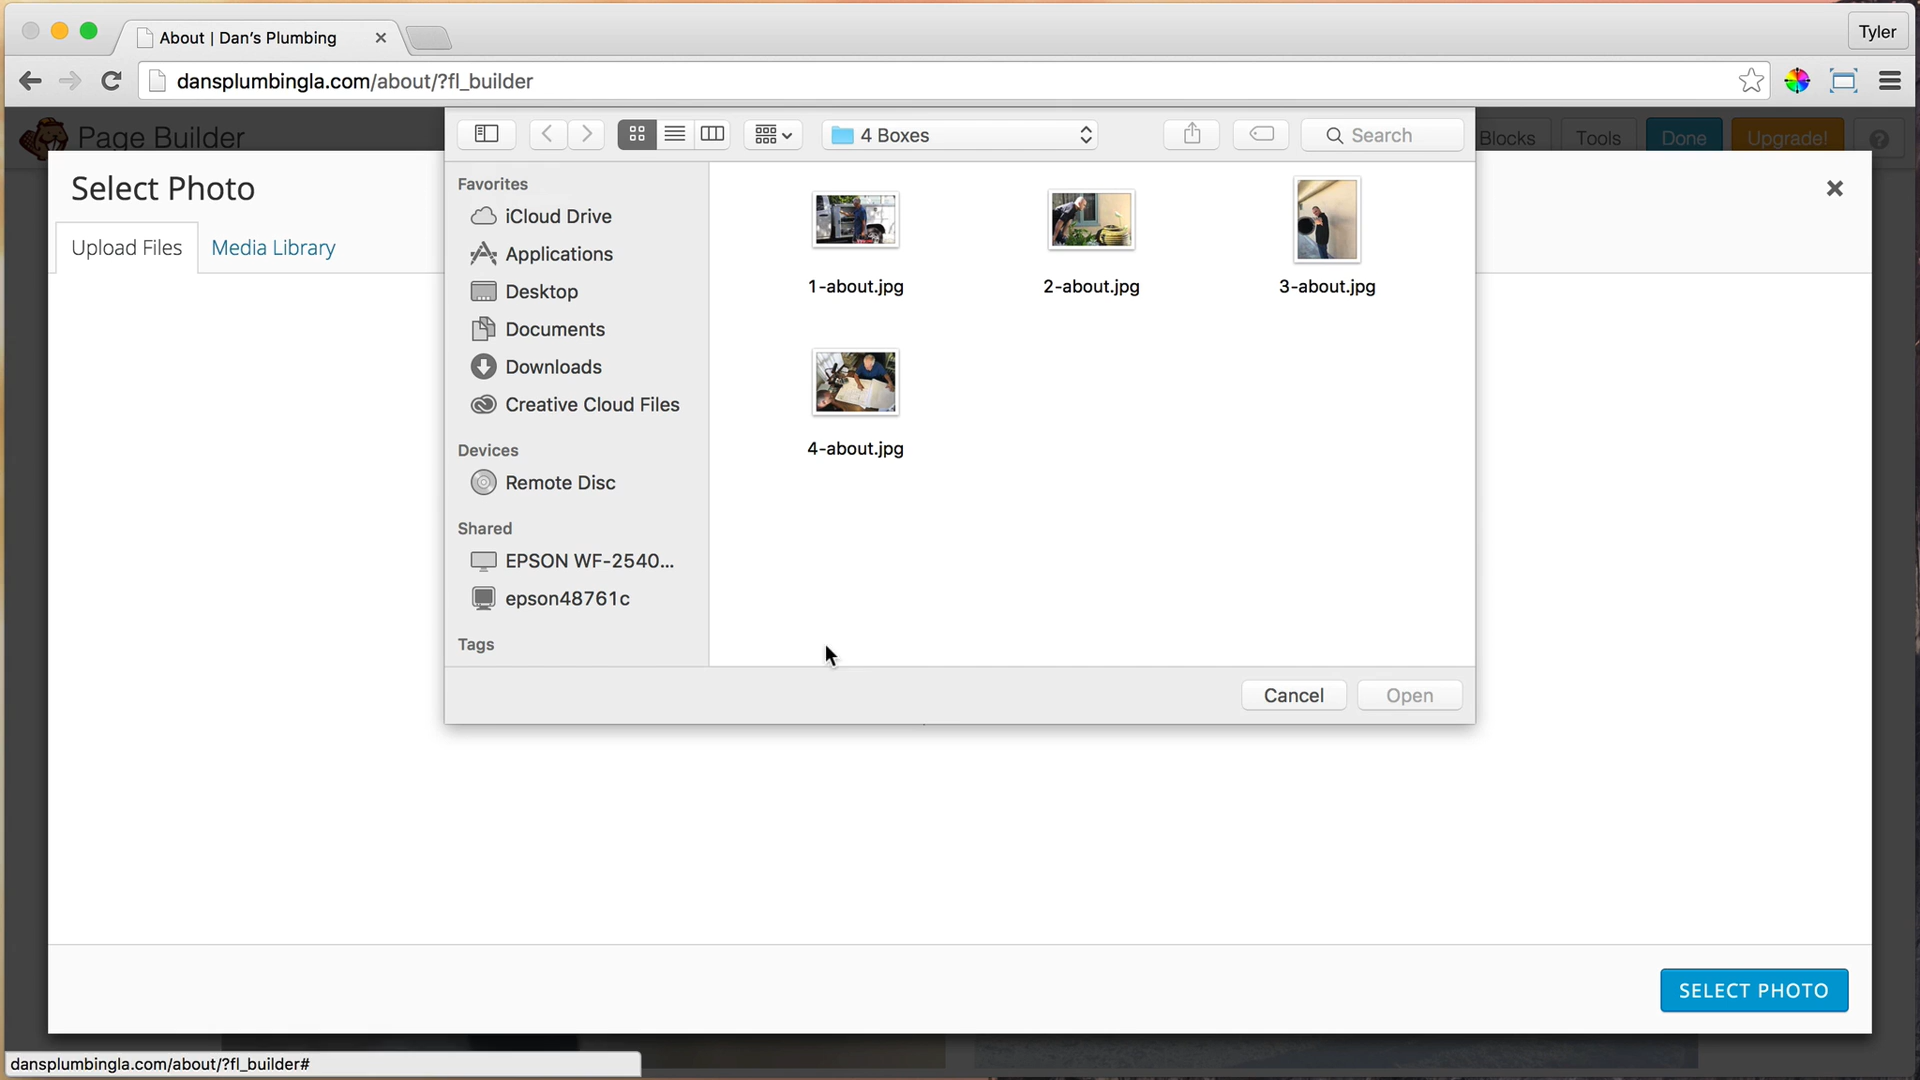 About | Dan's Plumbing
Tyler
dansplumbingla.com/about/?fl_builder
Page Builder
4 Boxes
Search
Blocks
Tools
Done
Upgrade!
?
Select Photo
Upload Files
Media Library
Favorites
iCloud Drive
Applications
Desktop
Documents
Downloads
Creative Cloud Files
Devices
Remote Disc
Shared
EPSON WF-2540...
epson48761c
Tags
1-about.jpg
2-about.jpg
3-about.jpg
4-about.jpg
Cancel
Open
SELECT PHOTO
dansplumbingla.com/about/?fl_builder#